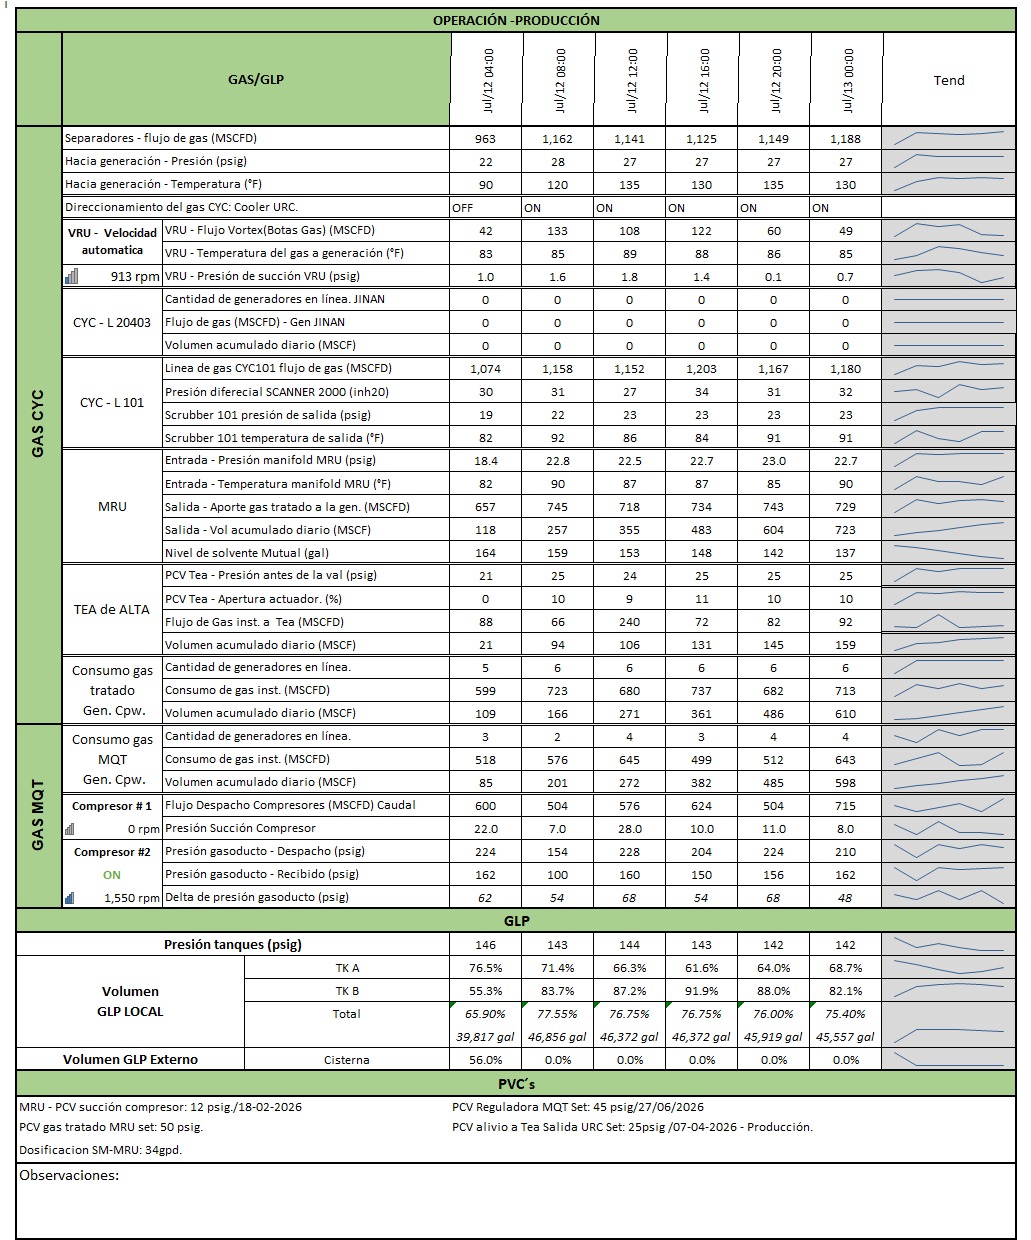 OPERACIÓN -PRODUCCIÓN
GAS/GLP Jul/12 04:00 Jul/12 08:00 Jul/12 12:00 Jul/12 16:00 Jul/12 20:00 Jul/13 00:00 Tend
GAS CYC
Separadores - flujo de gas (MSCFD) 963 1,162 1,141 1,125 1,149 1,188
Hacia generación - Presión (psig) 22 28 27 27 27 27
Hacia generación - Temperatura (°F) 90 120 135 130 135 130
Direccionamiento del gas CYC: Cooler URC. OFF ON ON ON ON ON
VRU - Velocidad
automatica
913 rpm
VRU - Flujo Vortex(Botas Gas) (MSCFD) 42 133 108 122 60 49
VRU - Temperatura del gas a generación (°F) 83 85 89 88 86 85
VRU - Presión de succión VRU (psig) 1.0 1.6 1.8 1.4 0.1 0.7
CYC - L 20403
Cantidad de generadores en línea. JINAN 0 0 0 0 0 0
Flujo de gas (MSCFD) - Gen JINAN 0 0 0 0 0 0
Volumen acumulado diario (MSCF) 0 0 0 0 0 0
CYC - L 101
Linea de gas CYC101 flujo de gas (MSCFD) 1,074 1,158 1,152 1,203 1,167 1,180
Presión diferecial SCANNER 2000 (inh20) 30 31 27 34 31 32
Scrubber 101 presión de salida (psig) 19 22 23 23 23 23
Scrubber 101 temperatura de salida (°F) 82 92 86 84 91 91
MRU
Entrada - Presión manifold MRU (psig) 18.4 22.8 22.5 22.7 23.0 22.7
Entrada - Temperatura manifold MRU (°F) 82 90 87 87 85 90
Salida - Aporte gas tratado a la gen. (MSCFD) 657 745 718 734 743 729
Salida - Vol acumulado diario (MSCF) 118 257 355 483 604 723
Nivel de solvente Mutual (gal) 164 159 153 148 142 137
TEA de ALTA
PCV Tea - Presión antes de la val (psig) 21 25 24 25 25 25
PCV Tea - Apertura actuador. (%) 0 10 9 11 10 10
Flujo de Gas inst. a Tea (MSCFD) 88 66 240 72 82 92
Volumen acumulado diario (MSCF) 21 94 106 131 145 159
Consumo gas
tratado
Gen. Cpw.
Cantidad de generadores en línea. 5 6 6 6 6 6
Consumo de gas inst. (MSCFD) 599 723 680 737 682 713
Volumen acumulado diario (MSCF) 109 166 271 361 486 610
GAS MQT
Consumo gas
MQT
Gen. Cpw.
Cantidad de generadores en línea. 3 2 4 3 4 4
Consumo de gas inst. (MSCFD) 518 576 645 499 512 643
Volumen acumulado diario (MSCF) 85 201 272 382 485 598
Compresor # 1
0 rpm
Flujo Despacho Compresores (MSCFD) Caudal 600 504 576 624 504 715
Presión Succión Compresor 22.0 7.0 28.0 10.0 11.0 8.0
Compresor #2
ON
1,550 rpm
Presión gasoducto - Despacho (psig) 224 154 228 204 224 210
Presión gasoducto - Recibido (psig) 162 100 160 150 156 162
Delta de presión gasoducto (psig) 62 54 68 54 68 48
GLP
Presión tanques (psig) 146 143 144 143 142 142
Volumen
GLP LOCAL
TK A 76.5% 71.4% 66.3% 61.6% 64.0% 68.7%
TK B 55.3% 83.7% 87.2% 91.9% 88.0% 82.1%
Total 65.90% 77.55% 76.75% 76.75% 76.00% 75.40%
39,817 gal 46,856 gal 46,372 gal 46,372 gal 45,919 gal 45,557 gal
Volumen GLP Externo Cisterna 56.0% 0.0% 0.0% 0.0% 0.0% 0.0%
PVC´s
MRU - PCV succión compresor: 12 psig./18-02-2026 PCV Reguladora MQT Set: 45 psig/27/06/2026
PCV gas tratado MRU set: 50 psig. PCV alivio a Tea Salida URC Set: 25psig /07-04-2026 - Producción.
Dosificacion SM-MRU: 34gpd.
Observaciones: